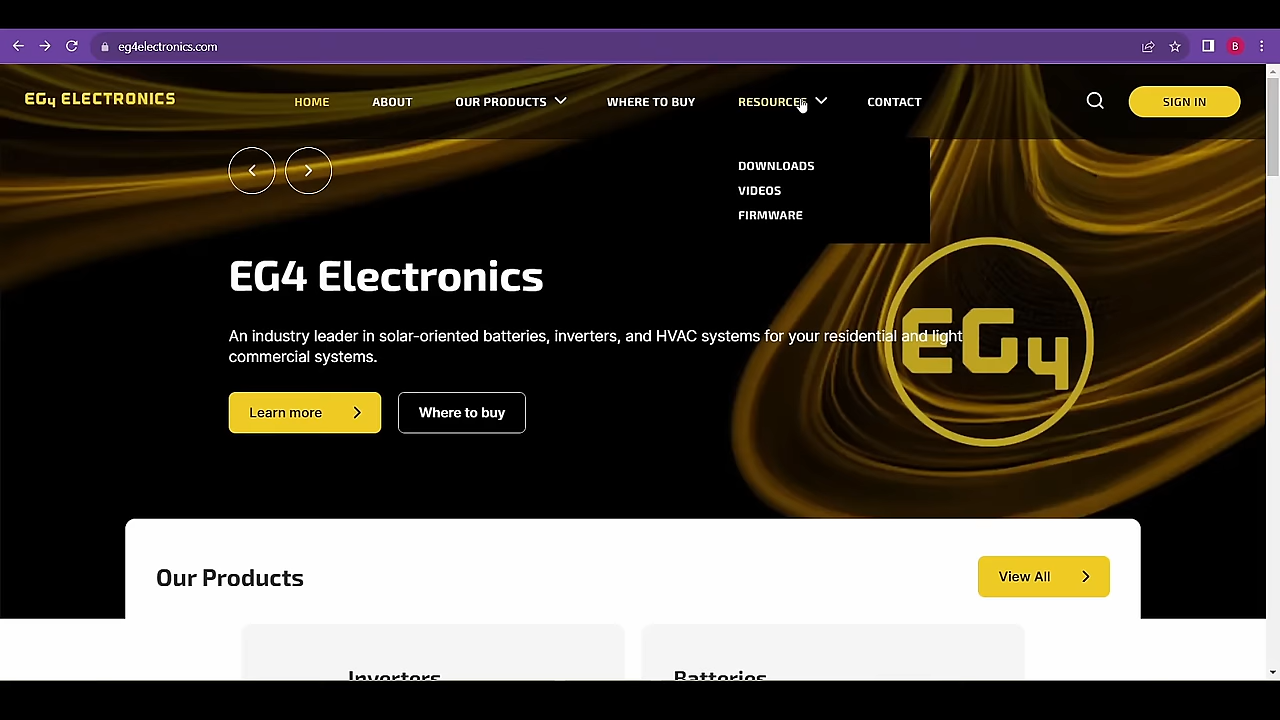 eg4electronics.com
B
EG4 ELECTRONICS
HOME
ABOUT
OUR PRODUCTS
WHERE TO BUY
RESOURCES
CONTACT
SIGN IN
DOWNLOADS
VIDEOS
FIRMWARE
EG4 Electronics
An industry leader in solar-oriented batteries, inverters, and HVAC systems for your residential and light
commercial systems.
EG4
Learn more
Where to buy
Our Products
View All
Inverters
Batteries